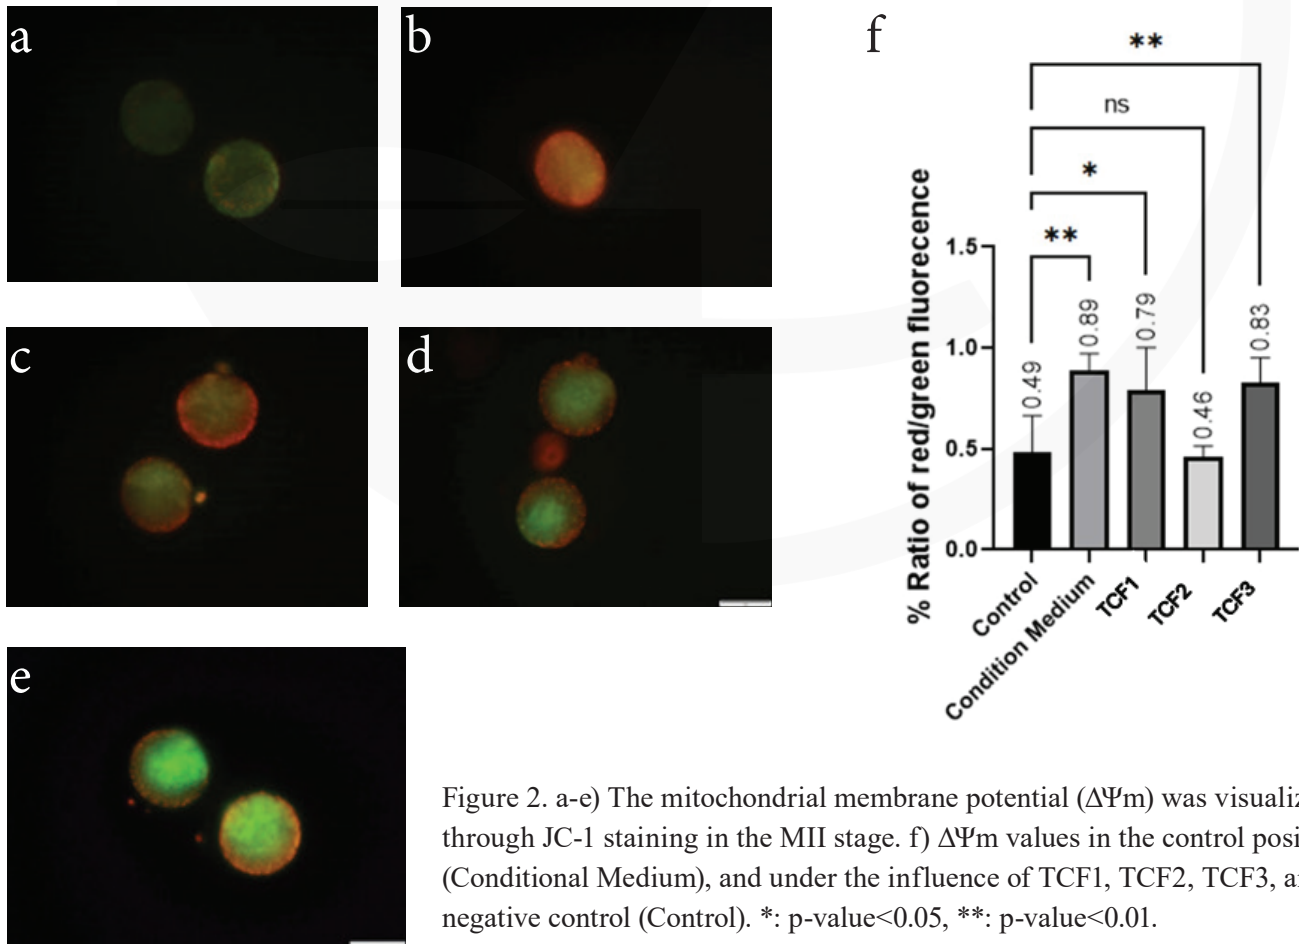 a
b
f
**
ns
*
**
% Ratio of red/green fluorecence
1.5
1.0
0.5
0.0
0.49
0.89
0.79
0.46
0.83
Control
Condition Medium
TCF1
TCF2
TCF3
c
d
e
Figure 2. a-e) The mitochondrial membrane potential (ΔΨm) was
through JC-1 staining in the MII stage. f) ΔΨm values in the control
(Conditional Medium), and under the influence of TCF1, TCF2, TCF3,
negative control (Control). *: p-value<0.05, **: p-value<0.01.